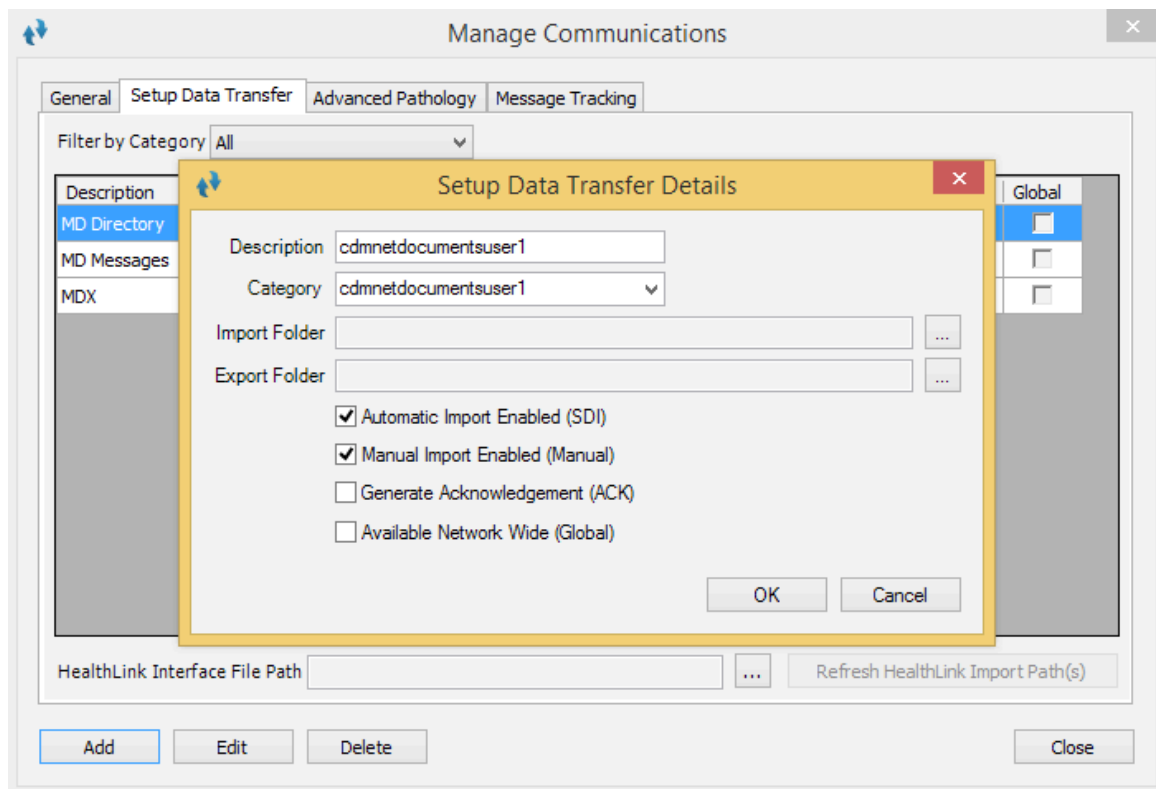 Manage Communications
General Setup Data Transfer Advanced Pathology Message Tracking
Filter by Category All
Description Global
MD Directory
MD Messages
MDX
Setup Data Transfer Details
Description cdmnetdocumentsuser1
Category cdmnetdocumentsuser1
Import Folder ...
Export Folder ...
Automatic Import Enabled (SDI)
Manual Import Enabled (Manual)
Generate Acknowledgement (ACK)
Available Network Wide (Global)
OK Cancel
HealthLink Interface File Path ... Refresh HealthLink Import Path(s)
Add Edit Delete Close